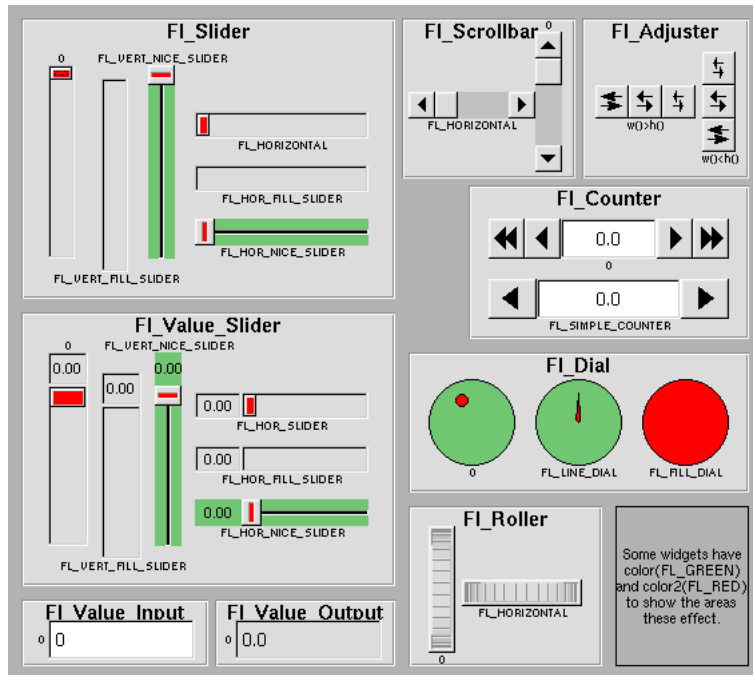 Fl_Slider
0
FL_VERT_NICE_SLIDER
FL_HORIZONTAL
FL_HOR_FILL_SLIDER
FL_HOR_NICE_SLIDER
FL_VERT_FILL_SLIDER
Fl_Scrollbar
0
FL_HORIZONTAL
Fl_Adjuster
w()>h()
w()<h()
Fl_Counter
0.0
0
0.0
FL_SIMPLE_COUNTER
Fl_Value_Slider
0
FL_VERT_NICE_SLIDER
0.00
0.00
0.00
0.00
FL_HOR_SLIDER
0.00
FL_HOR_FILL_SLIDER
0.00
FL_HOR_NICE_SLIDER
FL_VERT_FILL_SLIDER
Fl_Dial
0
FL_LINE_DIAL
FL_FILL_DIAL
Fl_Roller
FL_HORIZONTAL
0
Some widgets have
color(FL_GREEN)
and color2(FL_RED)
to show the areas
these effect.
Fl_Value_Input
0
0
Fl_Value_Output
0
0.0